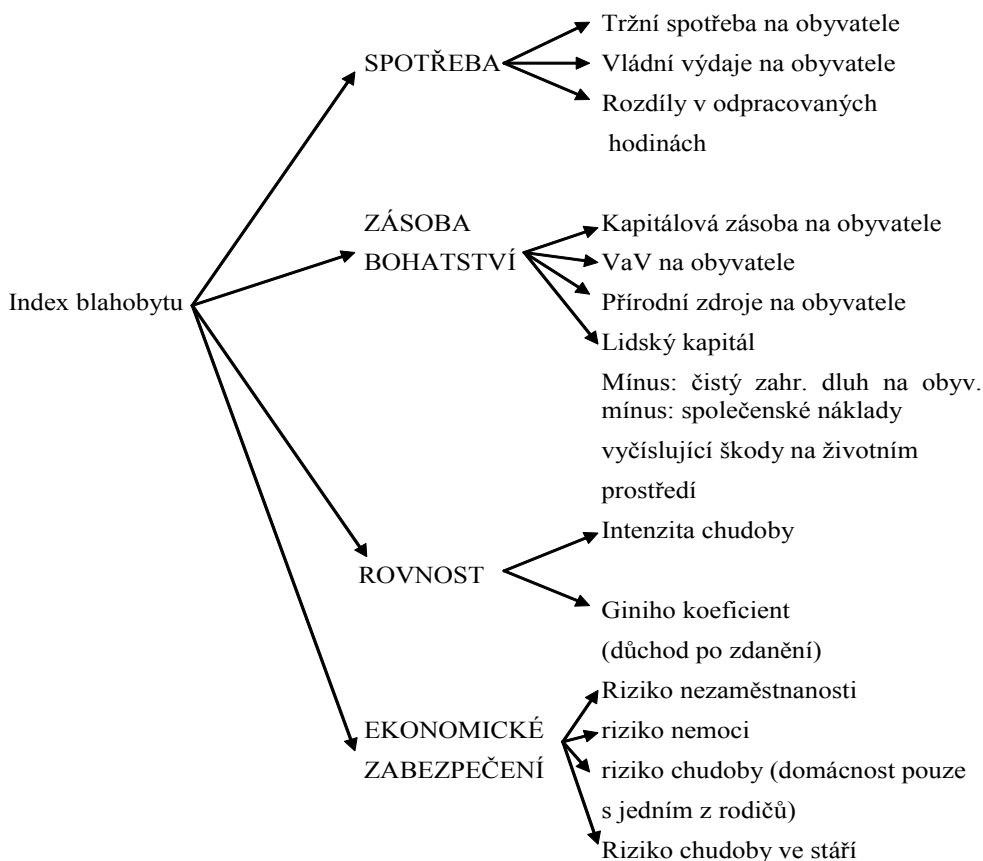 Index blahobytu
SPOTŘEBA
Tržní spotřeba na obyvatele
Vládní výdaje na obyvatele
Rozdíly v odpracovaných
hodinách
ZÁSOBA
BOHATSTVÍ
Kapitálová zásoba na obyvatele
VaV na obyvatele
Přírodní zdroje na obyvatele
Lidský kapitál
Mínus: čistý zahr. dluh na obyv.
mínus: společenské náklady
vyčíslující škody na životním
prostředí
ROVNOST
Intenzita chudoby
Giniho koeficient
(důchod po zdanění)
EKONOMICKÉ
ZABEZPEČENÍ
Riziko nezaměstnanosti
riziko nemoci
riziko chudoby (domácnost pouze
s jedním z rodičů)
Riziko chudoby ve stáří